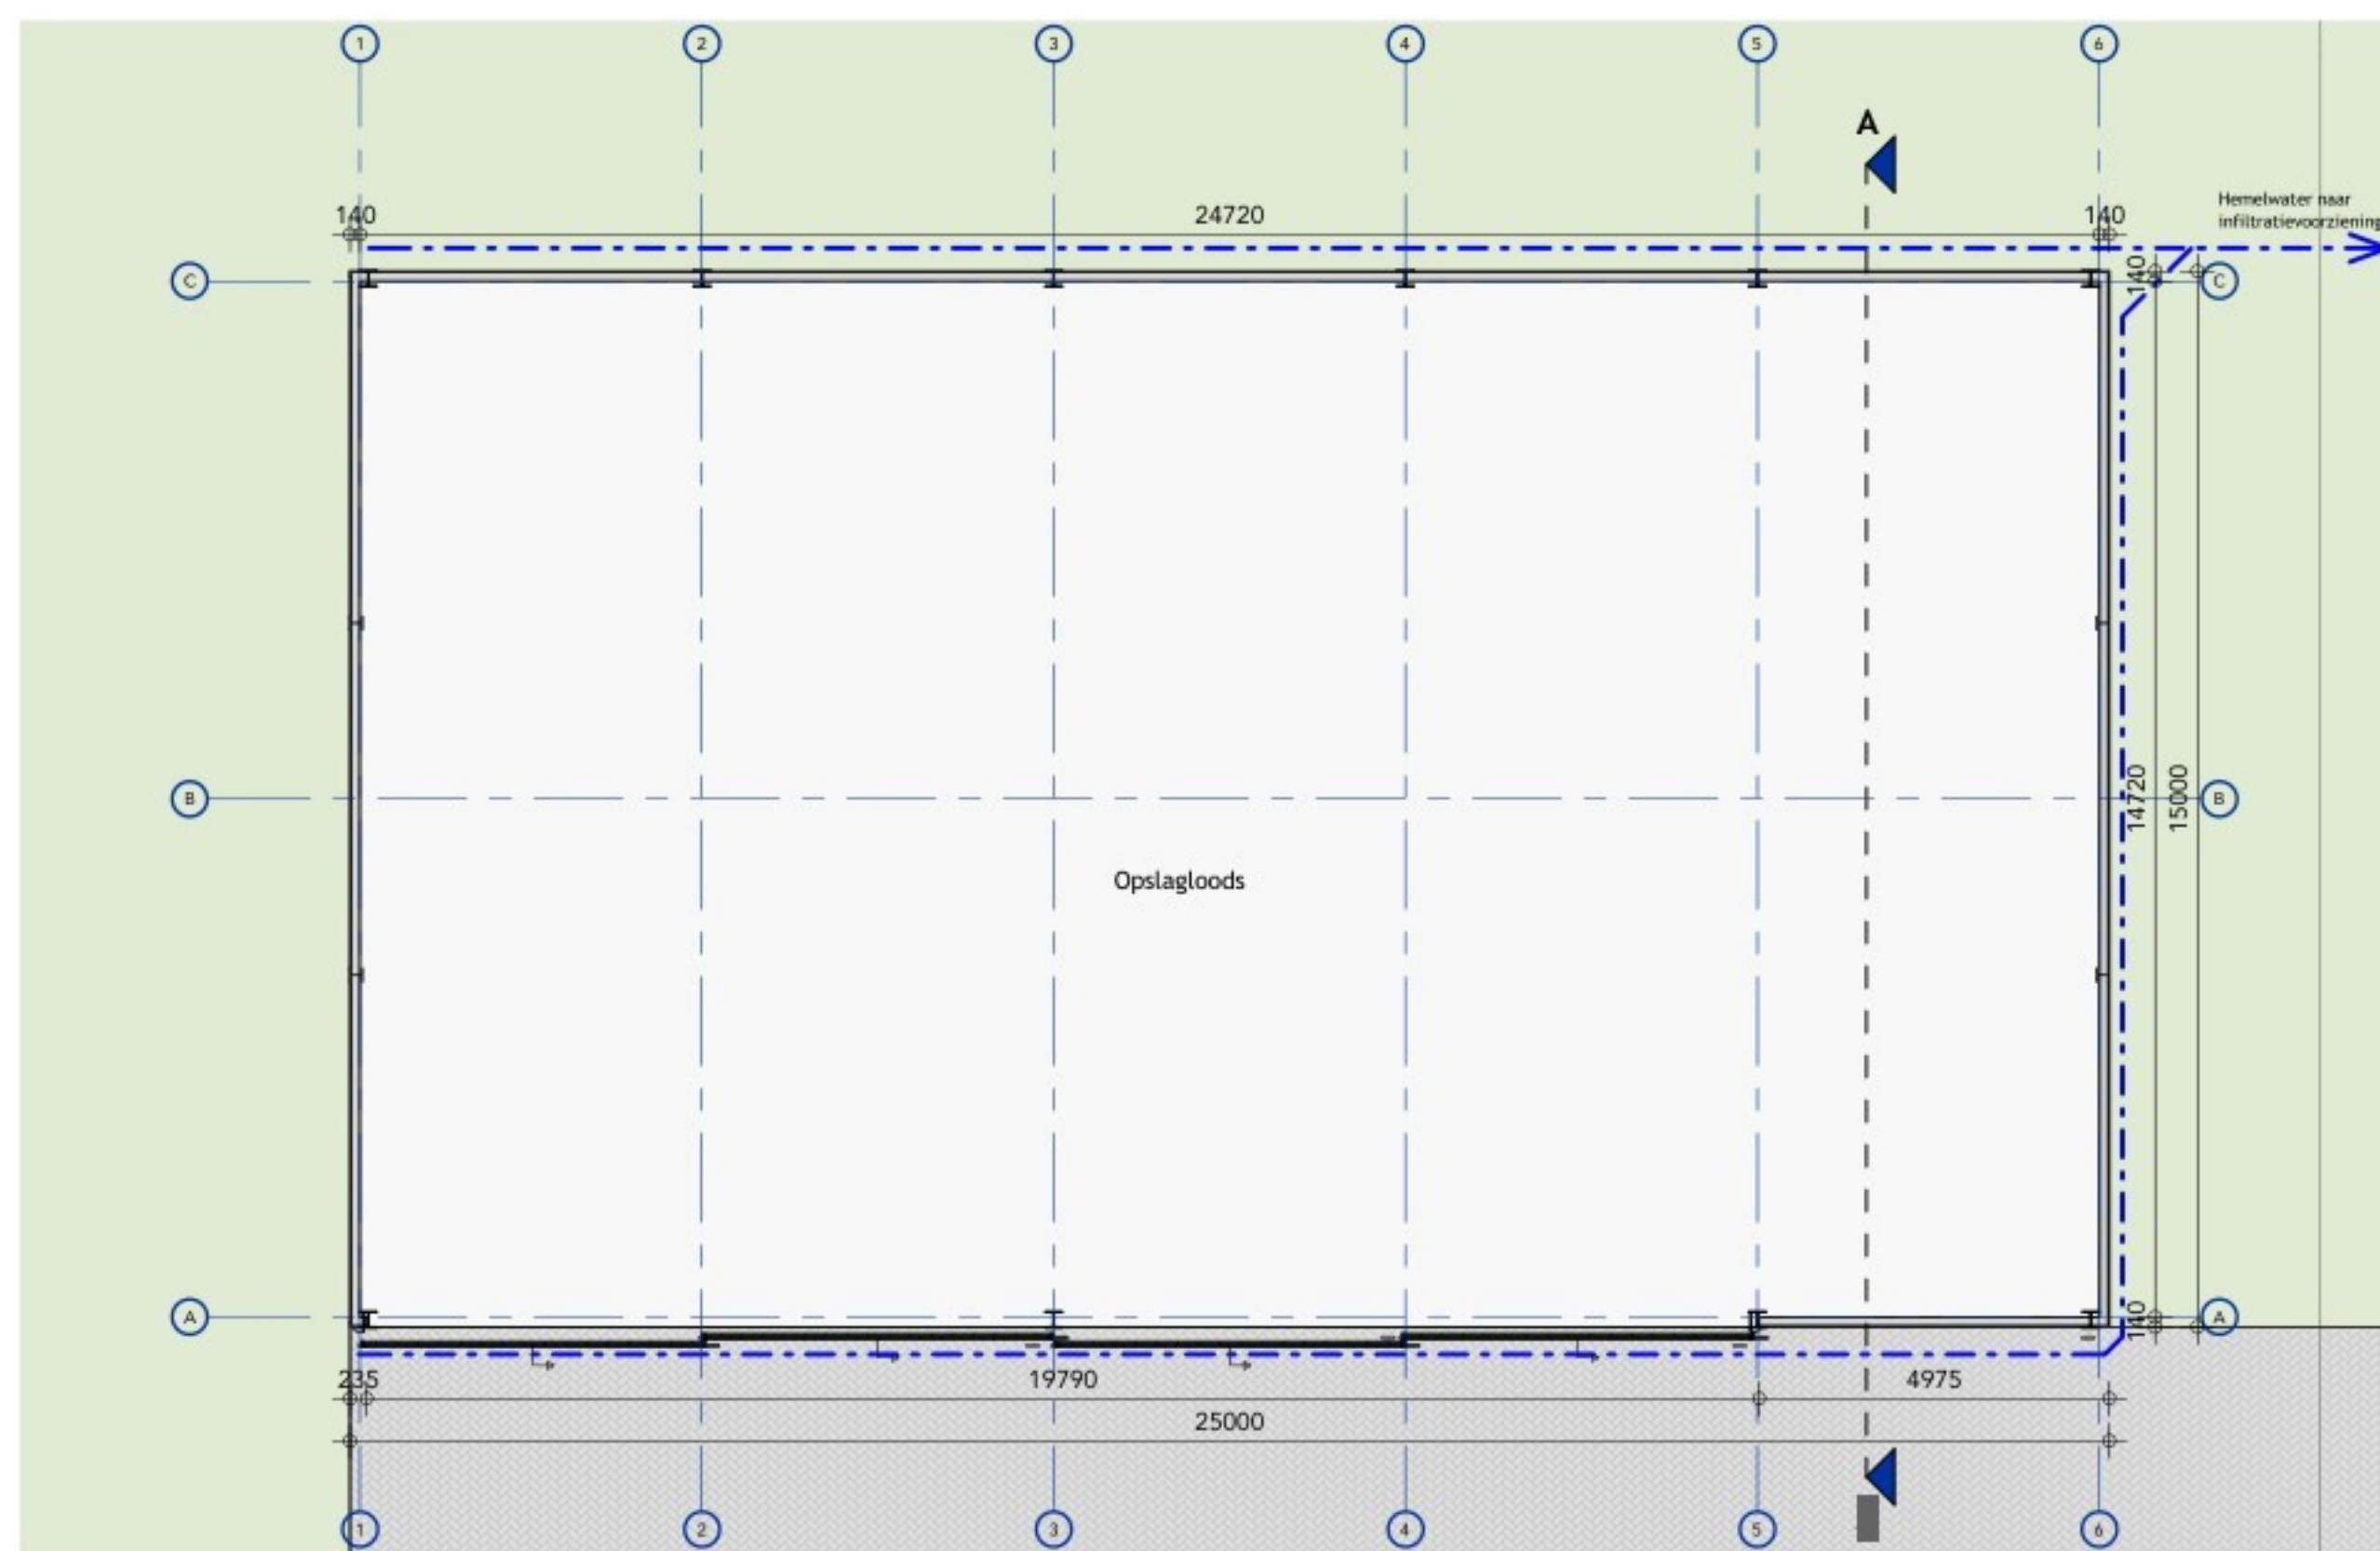 1 2 3 4 5 6
A
Hemelwater naar
140 24720 140
infiltratievoorziening
C 140 C
B 14720 15000 B
Opslagloods
A 140 A
235 19790 4975
25000
1 2 3 4 5 6